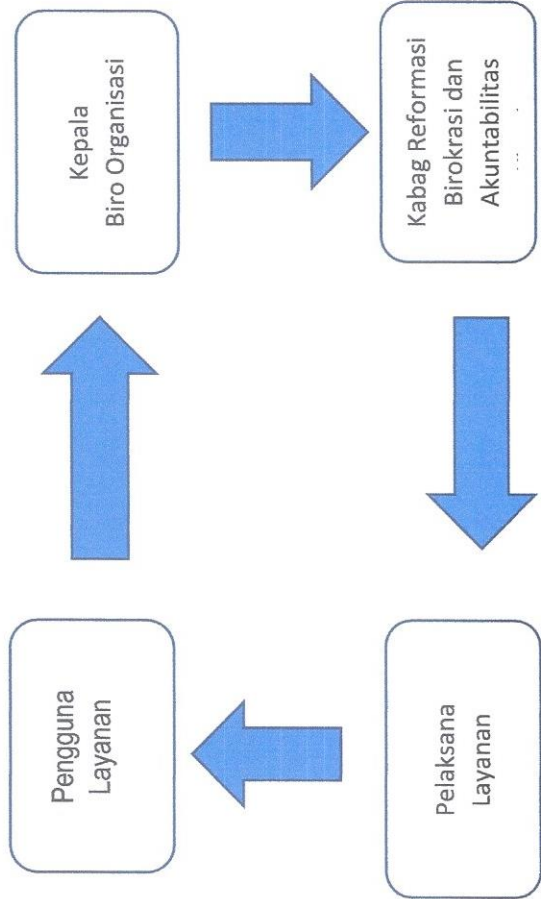 Pengguna
Layanan
Kepala
Biro Organisasi
Kabag Reformasi
Birokrasi dan
Akuntabilitas
Pelaksana
Layanan